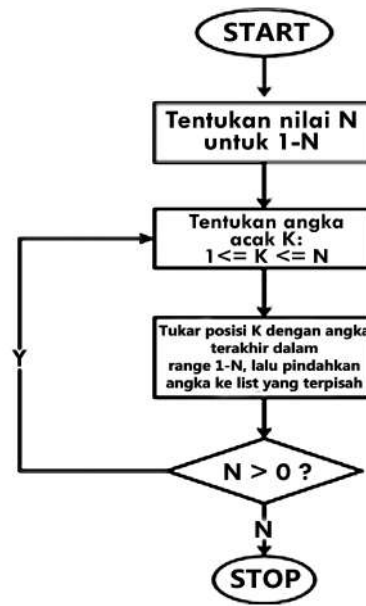 START
Tentukan nilai N
untuk 1-N
Tentukan angka
acak K:
1<= K <= N
Tukar posisi K dengan angka
terakhir dalam
range 1-N, lalu pindahkan
angka ke list yang terpisah
Y
N > 0 ?
N
STOP